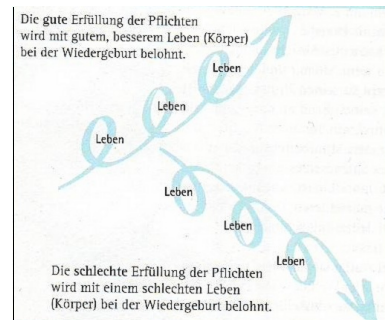 Die gute Erfüllung der Pflichten
wird mit gutem, besserem Leben (Körper)
bei der Wiedergeburt belohnt.
Leben
Leben
Leben
Leben
Leben
Leben
Die schlechte Erfüllung der Pflichten
wird mit einem schlechten Leben
(Körper) bei der Wiedergeburt belohnt.